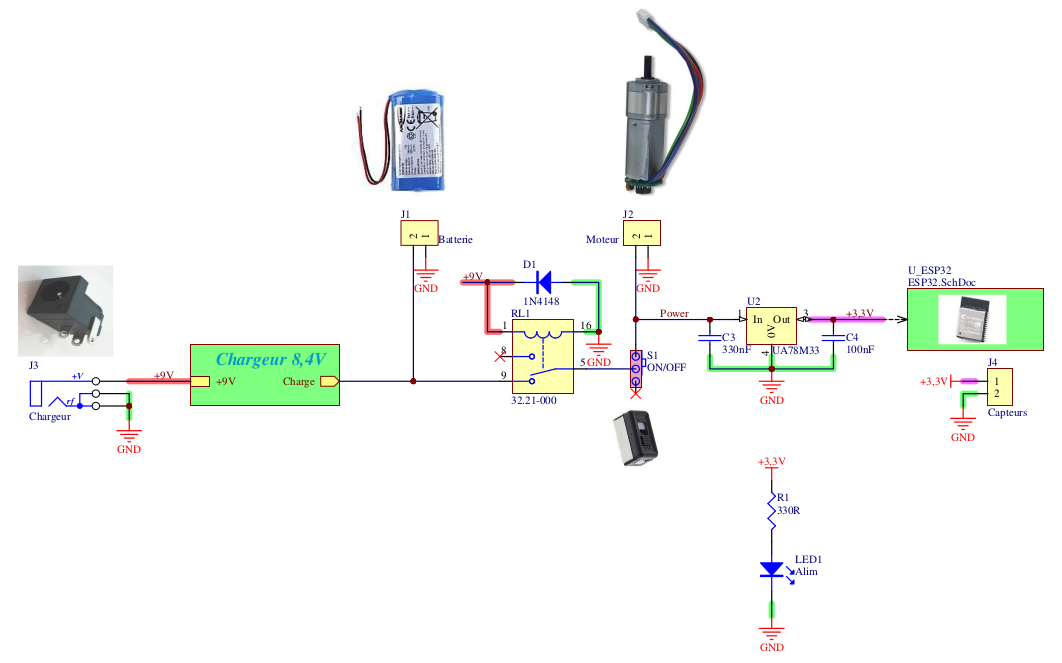 J1
2
1
Batterie
GND
J2
Moteur
2
1
GND
+9V
D1
1N4148
RL1
1
16
8
9
5
32.21-000
GND
S1
ON/OFF
Power
C3
330nF
U2
1
In
Out
3
0V
4
UA78M33
GND
+3,3V
C4
100nF
U_ESP32
ESP32.SchDoc
J4
+3,3V
1
2
Capteurs
GND
J3
+V
rf
Chargeur
GND
+9V
Chargeur 8,4V
+9V
Charge
+3,3V
R1
330R
LED1
Alim
GND